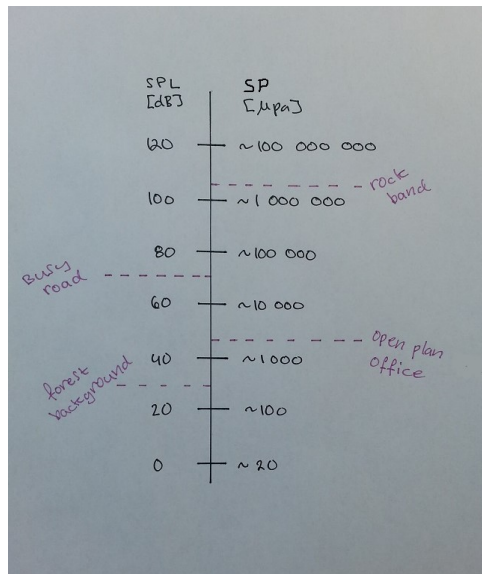 SPL SP
[dB] [μpa]
120 ~100 000 000
rock
band
100 ~1 000 000
80 ~100 000
Busy
road
60 ~10 000
Open plan
office
40 ~1000
forest
background
20 ~100
0 ~20